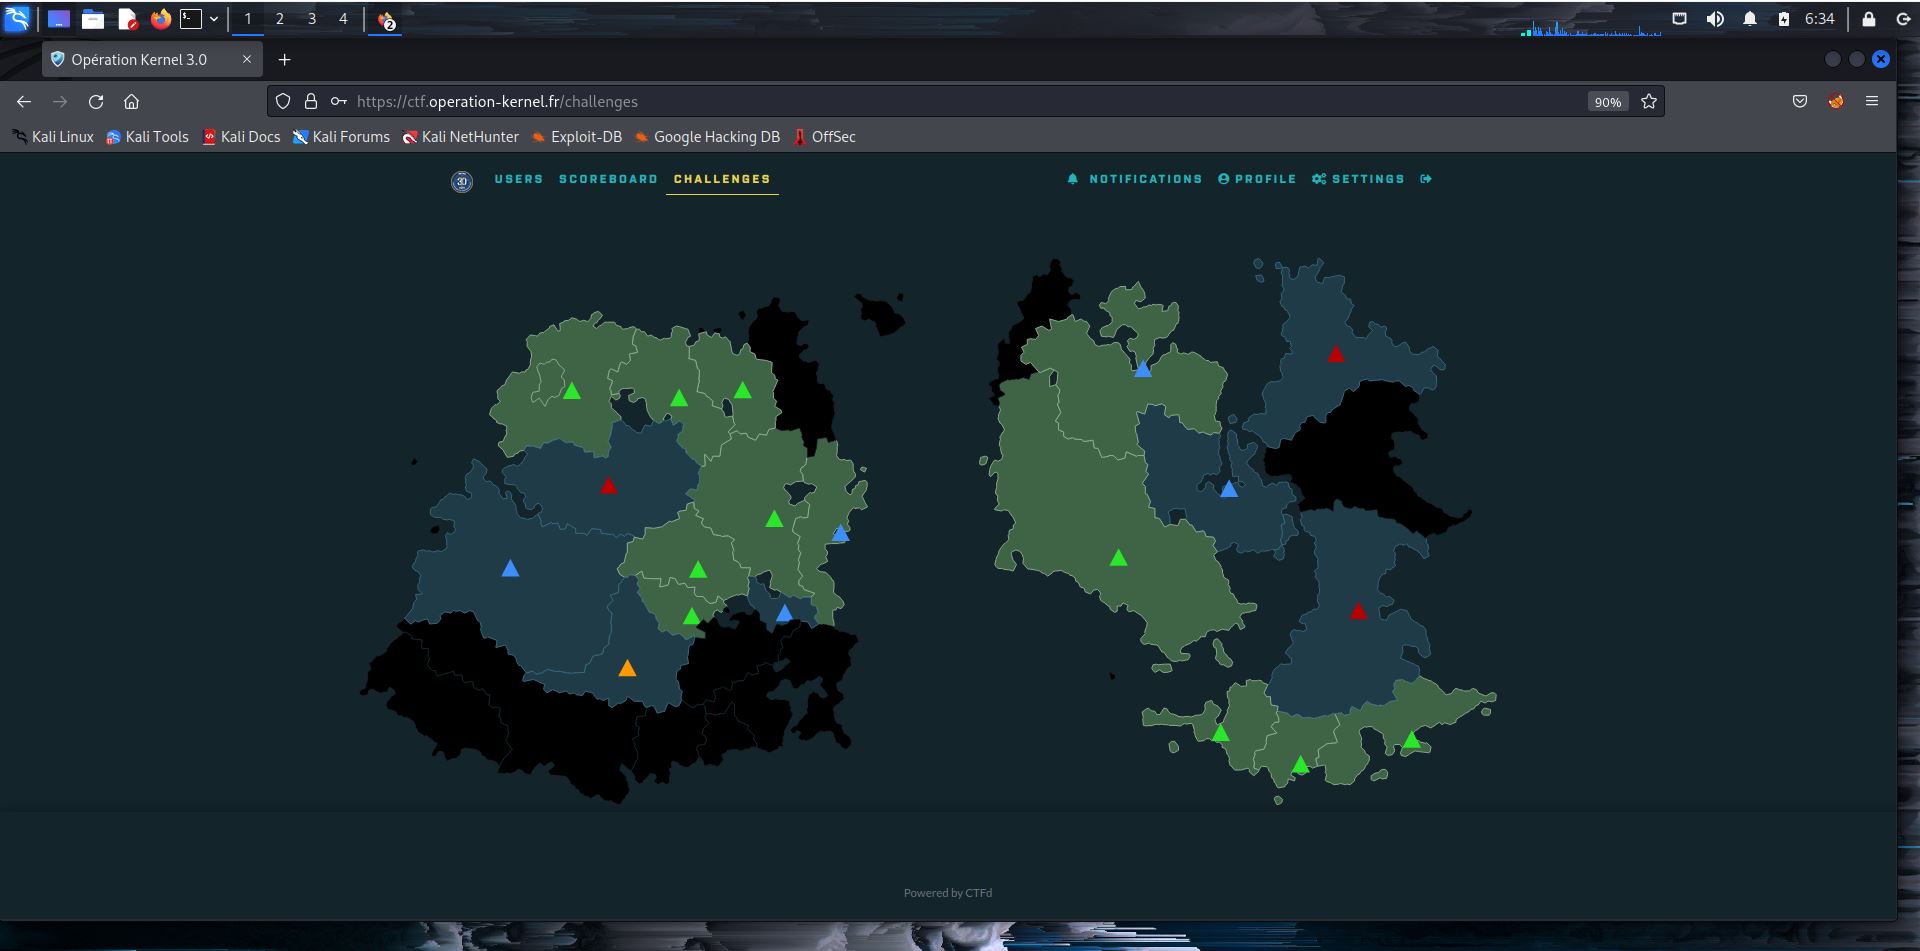 1 2 3 4 2 6:34
Opération Kernel 3.0
https://ctf.operation-kernel.fr/challenges 90%
Kali Linux Kali Tools Kali Docs Kali Forums Kali NetHunter Exploit-DB Google Hacking DB OffSec
USERS SCOREBOARD CHALLENGES NOTIFICATIONS PROFILE SETTINGS
Powered by CTFd